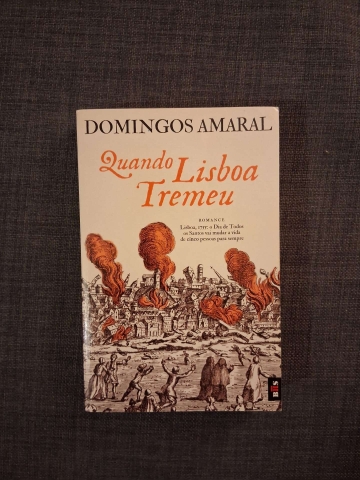 DOMINGOS AMARAL
Quando Lisboa
Tremeu
ROMANCE
Lisboa, 1755: o Dia de Todos
os Santos vai mudar a vida
de cinco pessoas para sempre
BIS